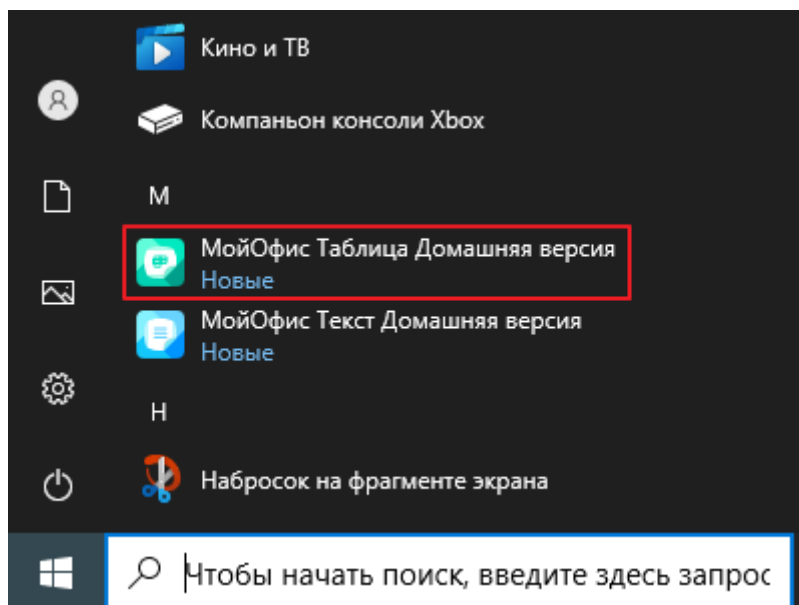 Кино и ТВ
Компаньон консоли Xbox
М
МойОфис Таблица Домашняя версия
Новые
МойОфис Текст Домашняя версия
Новые
Н
Набросок на фрагменте экрана
Чтобы начать поиск, введите здесь запрос